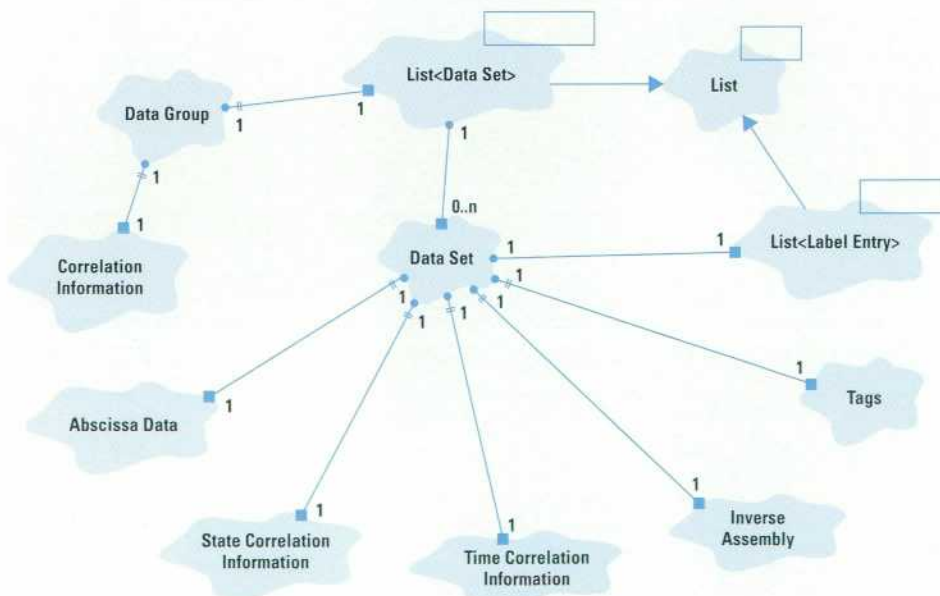 List<Data Set>
List
Data Group
1
1
1
1
0..n
1
List<Label Entry>
1
1
Data Set
Correlation
Information
1
1
1
1
1
1
1
Tags
Abscissa Data
1
1
Inverse
Assembly
1
State Correlation
Information
1
Time Correlation
Information